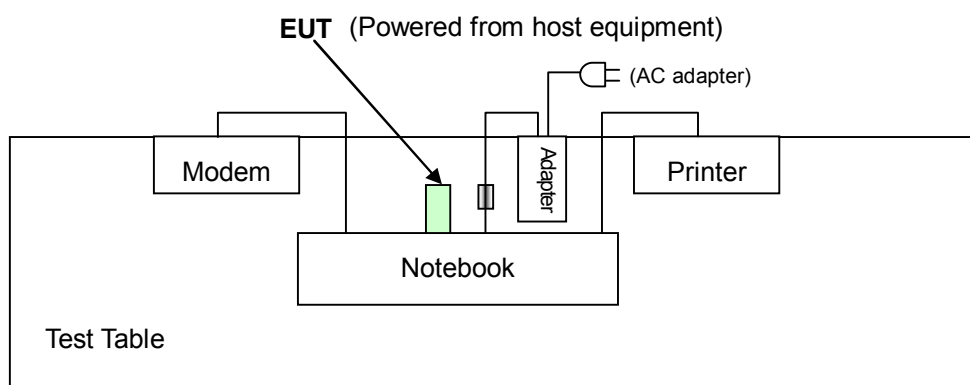 EUT (Powered from host equipment)
(AC adapter)
Modem
Adapter
Printer
Notebook
Test Table